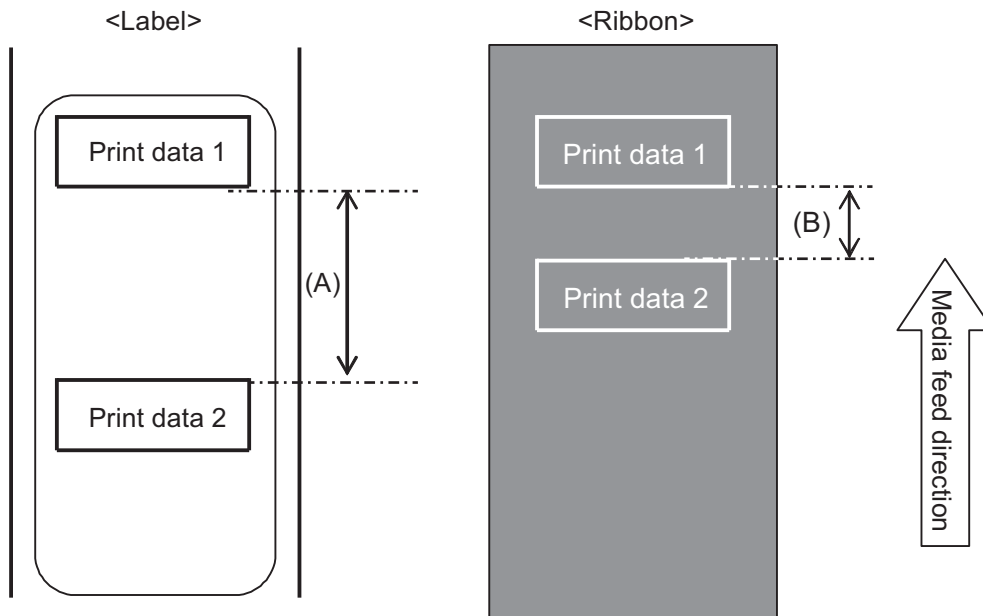 <Label>
<Ribbon>
Print data 1
Print data 1
(A)
(B)
Print data 2
Print data 2
Media feed direction